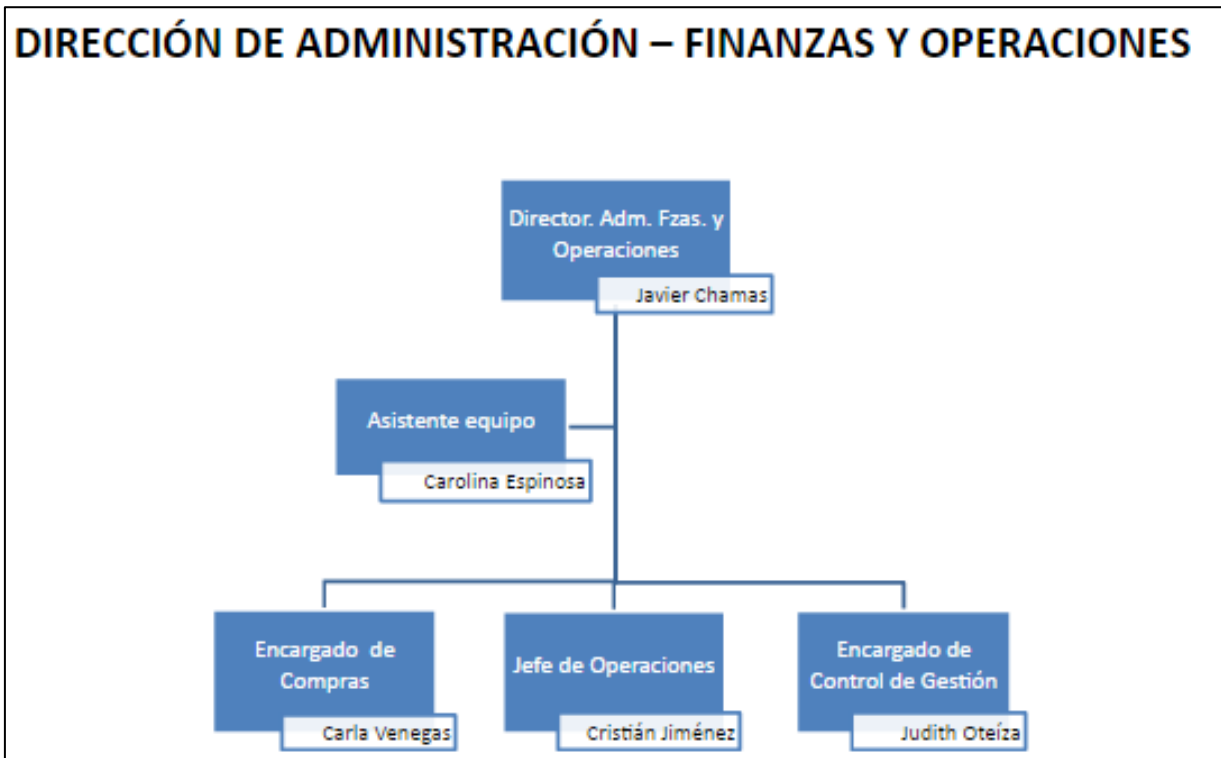 DIRECCIÓN DE ADMINISTRACIÓN – FINANZAS Y OPERACIONES
Director. Adm. Fzas. y
Operaciones
Javier Chamas
Asistente equipo
Carolina Espinosa
Encargado de
Compras
Carla Venegas
Jefe de Operaciones
Cristián Jiménez
Encargado de
Control de Gestión
Judith Oteíza